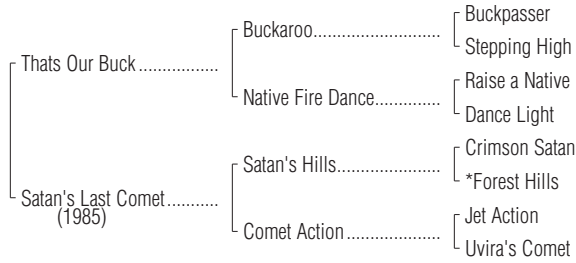 Buckpasser
Buckaroo....................
Stepping High
Thats Our Buck................
Raise a Native
Native Fire Dance..............
Dance Light
Crimson Satan
Satan's Hills......................
*Forest Hills
Satan's Last Comet..........
(1985)
Jet Action
Comet Action....................
Uvira's Comet